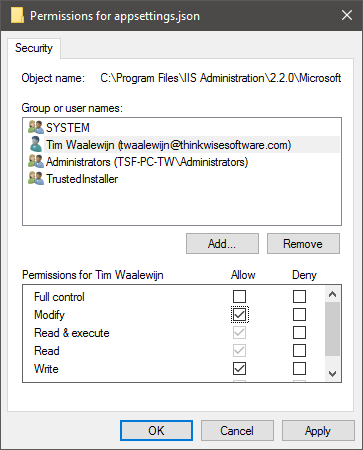 Permissions for appsettings.json
Security
Object name: C:\Program Files\IIS Administration\2.2.0\Microsoft
Group or user names:
SYSTEM
Tim Waalewijn (twaalewijn@thinkwisesoftware.com)
Administrators (TSF-PC-TW\Administrators)
TrustedInstaller
Add... Remove
Permissions for Tim Waalewijn Allow Deny
Full control
Modify
Read & execute
Read
Write
OK Cancel Apply